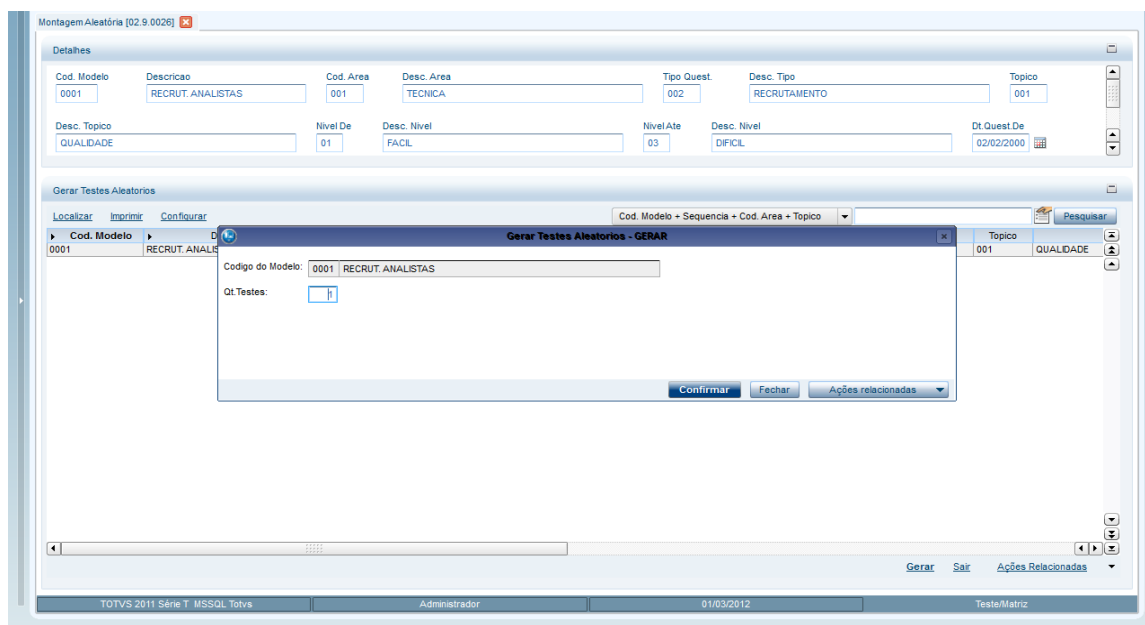 Montagem Aleatória [02.9.0026]
Detalhes
Cod. Modelo Descricao Cod. Area Desc. Area Tipo Quest. Desc. Tipo Topico
0001 RECRUT. ANALISTAS 001 TECNICA 002 RECRUTAMENTO 001
Desc. Topico Nivel De Desc. Nivel Nivel Ate Desc. Nivel Dt.Quest.De
QUALIDADE 01 FACIL 03 DIFICIL 02/02/2000
Gerar Testes Aleatorios
Localizar Imprimir Configurar Cod. Modelo + Sequencia + Cod. Area + Topico Pesquisar
Cod. Modelo D Topico
0001 RECRUT. ANALIS 001 QUALIDADE
Gerar Testes Aleatorios - GERAR
Codigo do Modelo: 0001 RECRUT. ANALISTAS
Qt.Testes: 1
Confirmar Fechar Ações relacionadas
Gerar Sair Ações Relacionadas
TOTVS 2011 Série T MSSQL Totvs Administrador 01/03/2012 Teste/Matriz